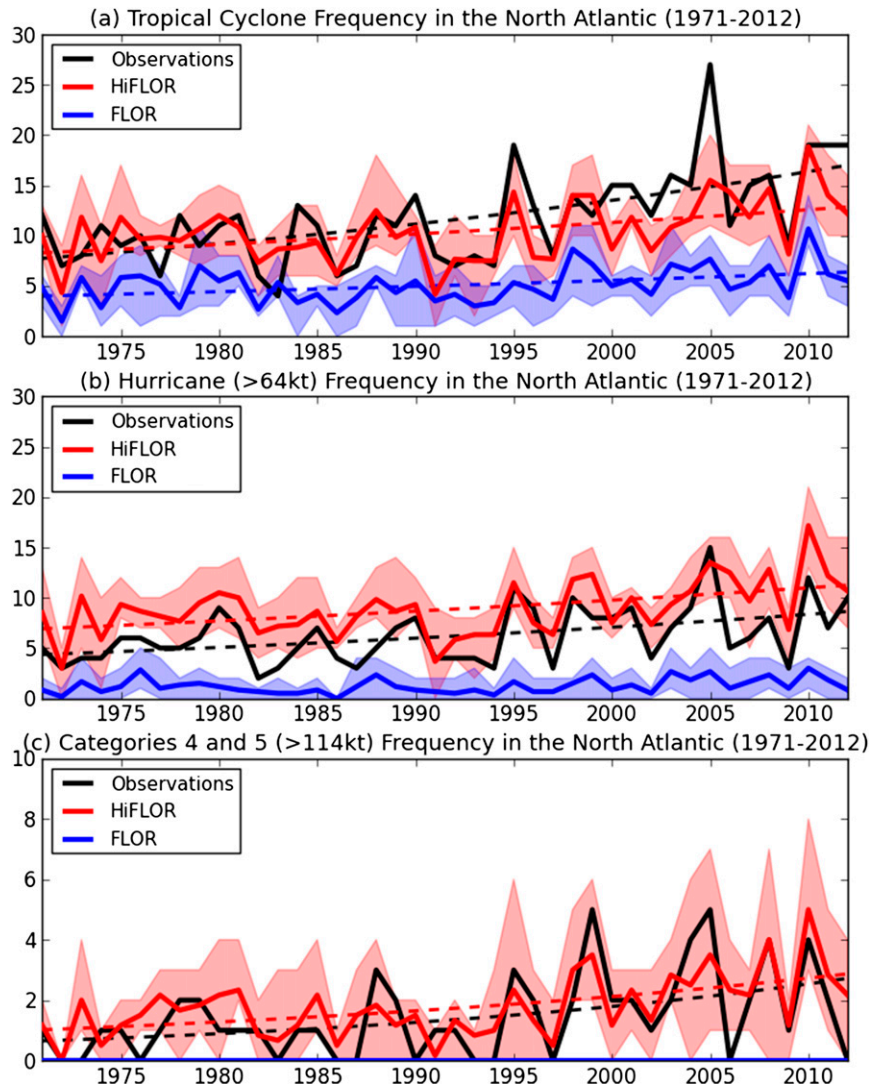 (a) Tropical Cyclone Frequency in the North Atlantic (1971-2012)
30
25
20
15
10
5
0
Observations
HiFLOR
FLOR
1975 1980 1985 1990 1995 2000 2005 2010
(b) Hurricane (>64kt) Frequency in the North Atlantic (1971-2012)
30
25
20
15
10
5
0
Observations
HiFLOR
FLOR
1975 1980 1985 1990 1995 2000 2005 2010
(c) Categories 4 and 5 (>114kt) Frequency in the North Atlantic (1971-2012)
10
8
6
4
2
0
Observations
HiFLOR
FLOR
1975 1980 1985 1990 1995 2000 2005 2010